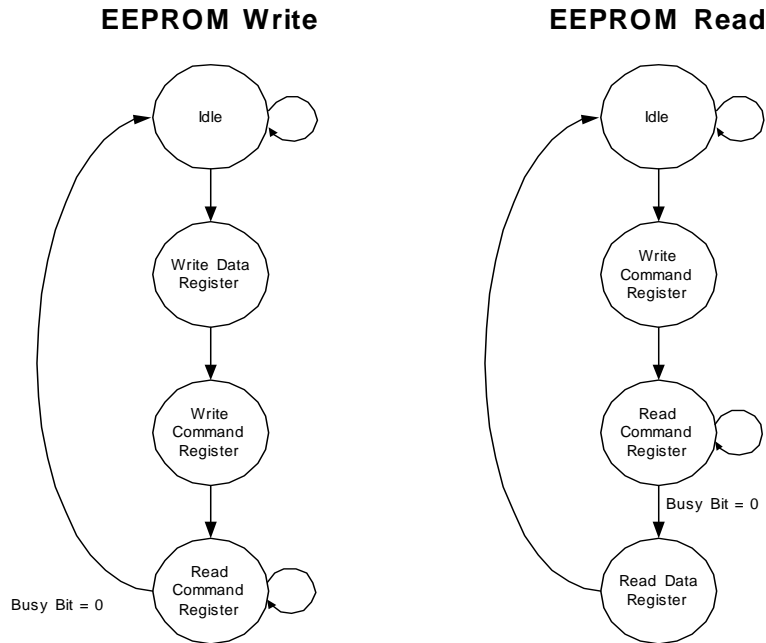 EEPROM Write
Idle
Write Data
Register
Write
Command
Register
Read
Command
Register
Busy Bit = 0
EEPROM Read
Idle
Write
Command
Register
Read
Command
Register
Busy Bit = 0
Read Data
Register